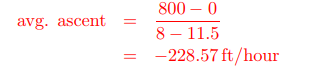 avg. ascent = 800 − 0 / 8 − 11.5
= −228.57 ft/hour